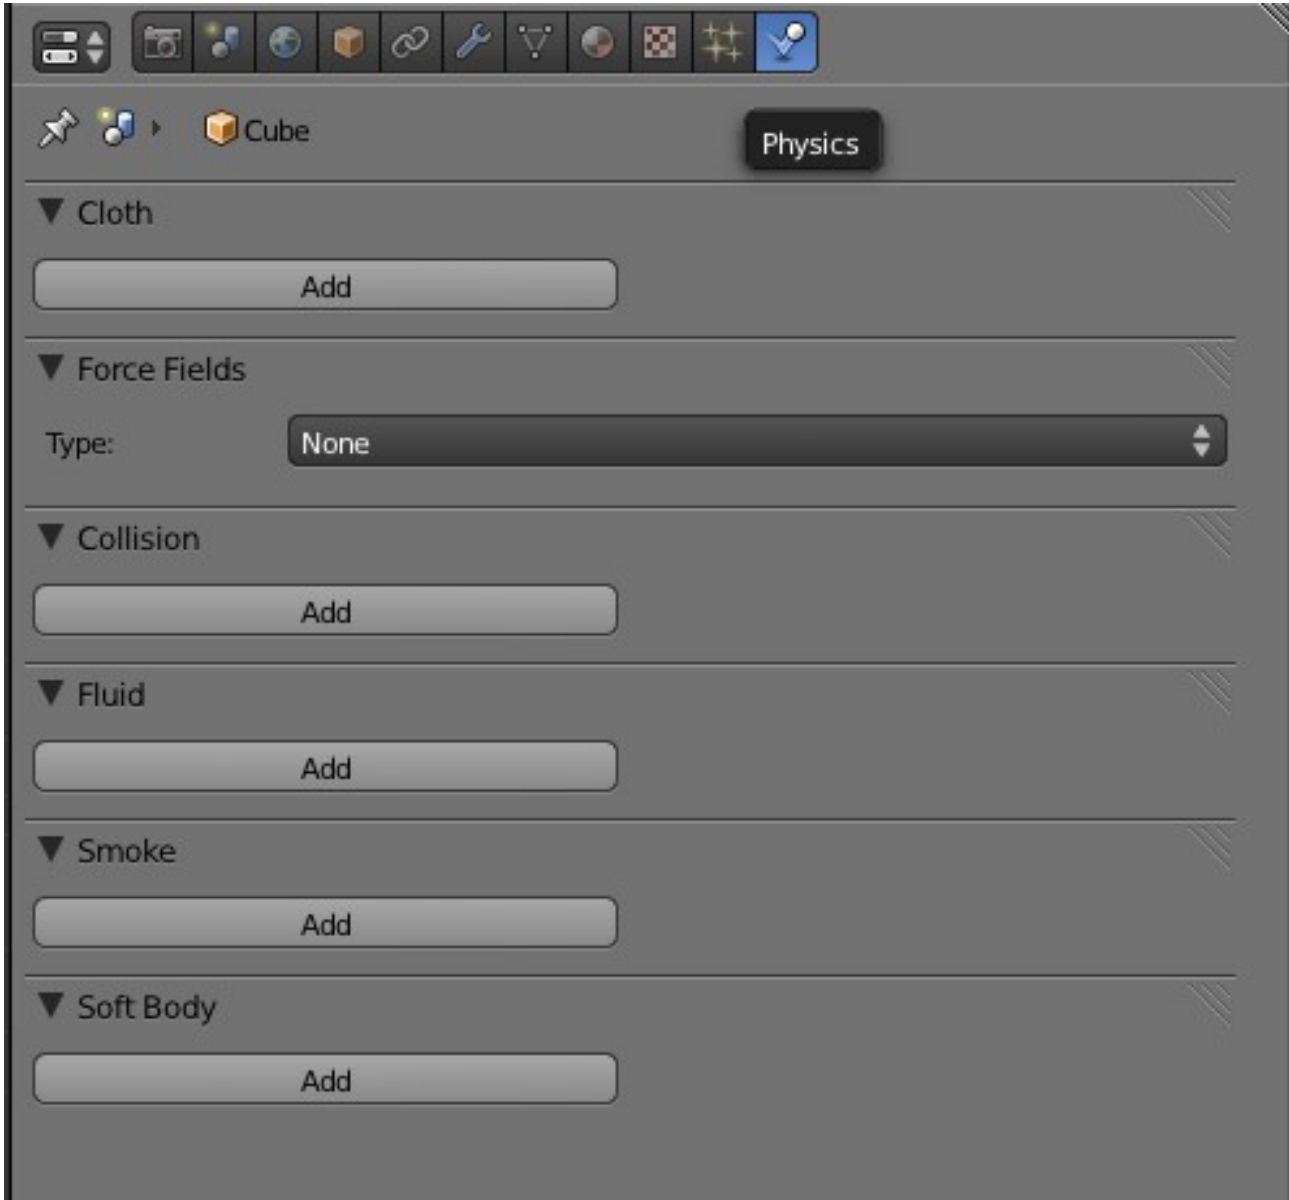 Cube
Physics
Cloth
Add
Force Fields
Type:
None
Collision
Add
Fluid
Add
Smoke
Add
Soft Body
Add